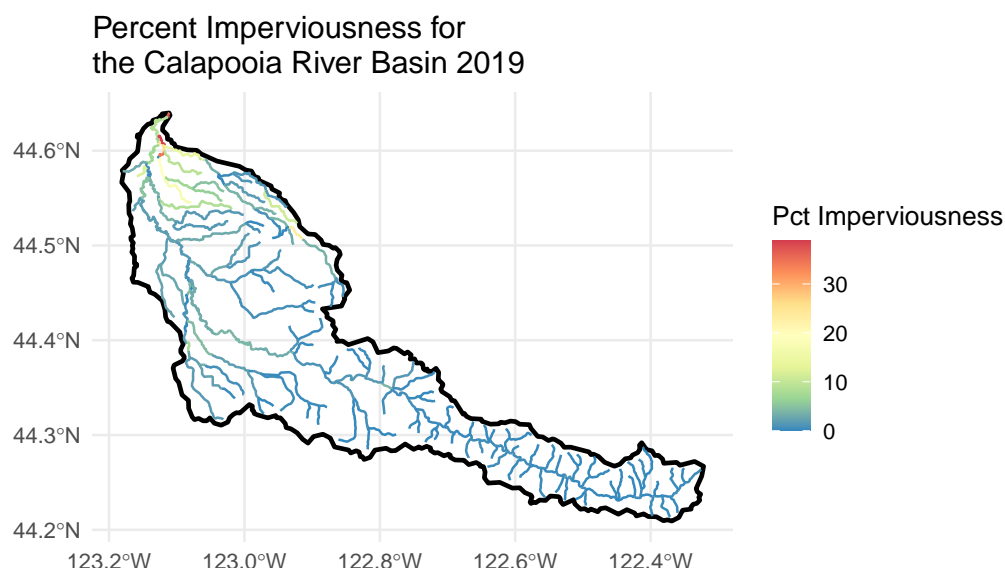 Percent Imperviousness for
the Calapooia River Basin 2019
44.6°N
44.5°N
44.4°N
44.3°N
44.2°N
123.2°W 123.0°W 122.8°W 122.6°W 122.4°W
Pct Imperviousness
30
20
10
0